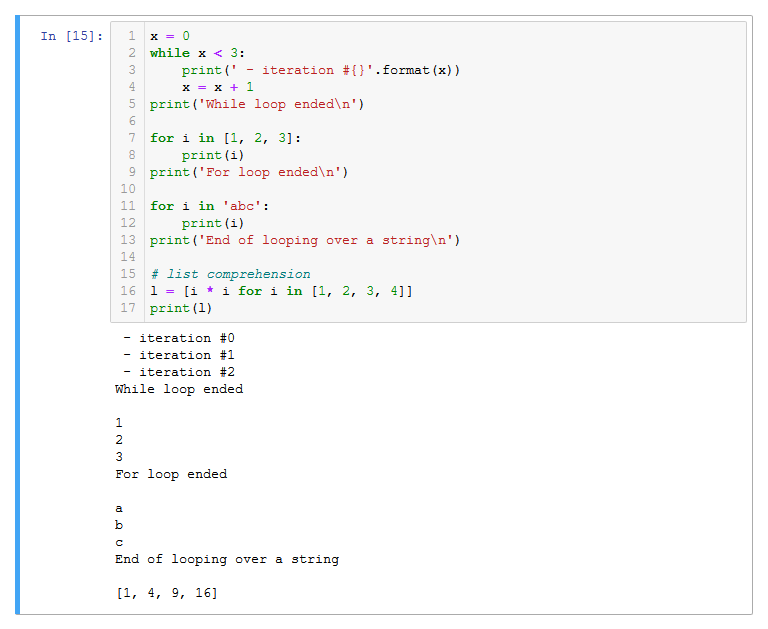 In [15]:
1 x = 0
2 while x < 3:
3     print(' - iteration #{}'.format(x))
4     x = x + 1
5 print('While loop ended\n')
6
7 for i in [1, 2, 3]:
8     print(i)
9 print('For loop ended\n')
10
11 for i in 'abc':
12     print(i)
13 print('End of looping over a string\n')
14
15 # list comprehension
16 l = [i * i for i in [1, 2, 3, 4]]
17 print(l)
 - iteration #0
 - iteration #1
 - iteration #2
While loop ended

1
2
3
For loop ended

a
b
c
End of looping over a string

[1, 4, 9, 16]